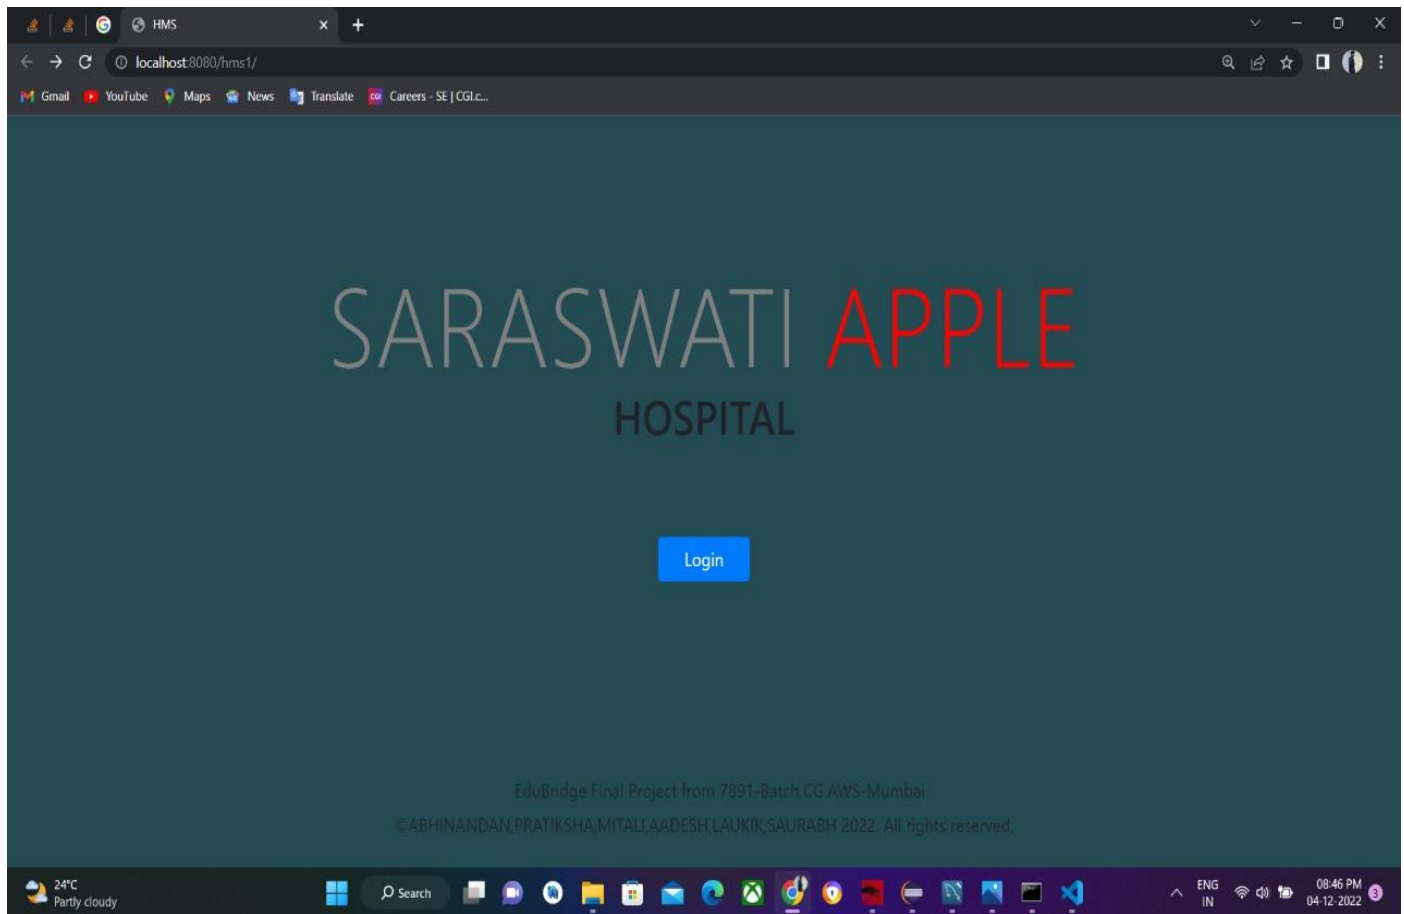 HMS
localhost:8080/hms1/
Gmail YouTube Maps News Translate CGI Careers - SE | CGI.c...
SARASWATI APPLE
HOSPITAL
Login
EduBridge Final Project from 7891-Batch CG,AWS-Mumbai
©ABHINANDAN,PRATIKSHA,MITALI,AADESH,LAUKIK,SAURABH 2022. All rights reserved.
24°C
Partly cloudy
Search
ENG
IN
08:46 PM
04-12-2022
3